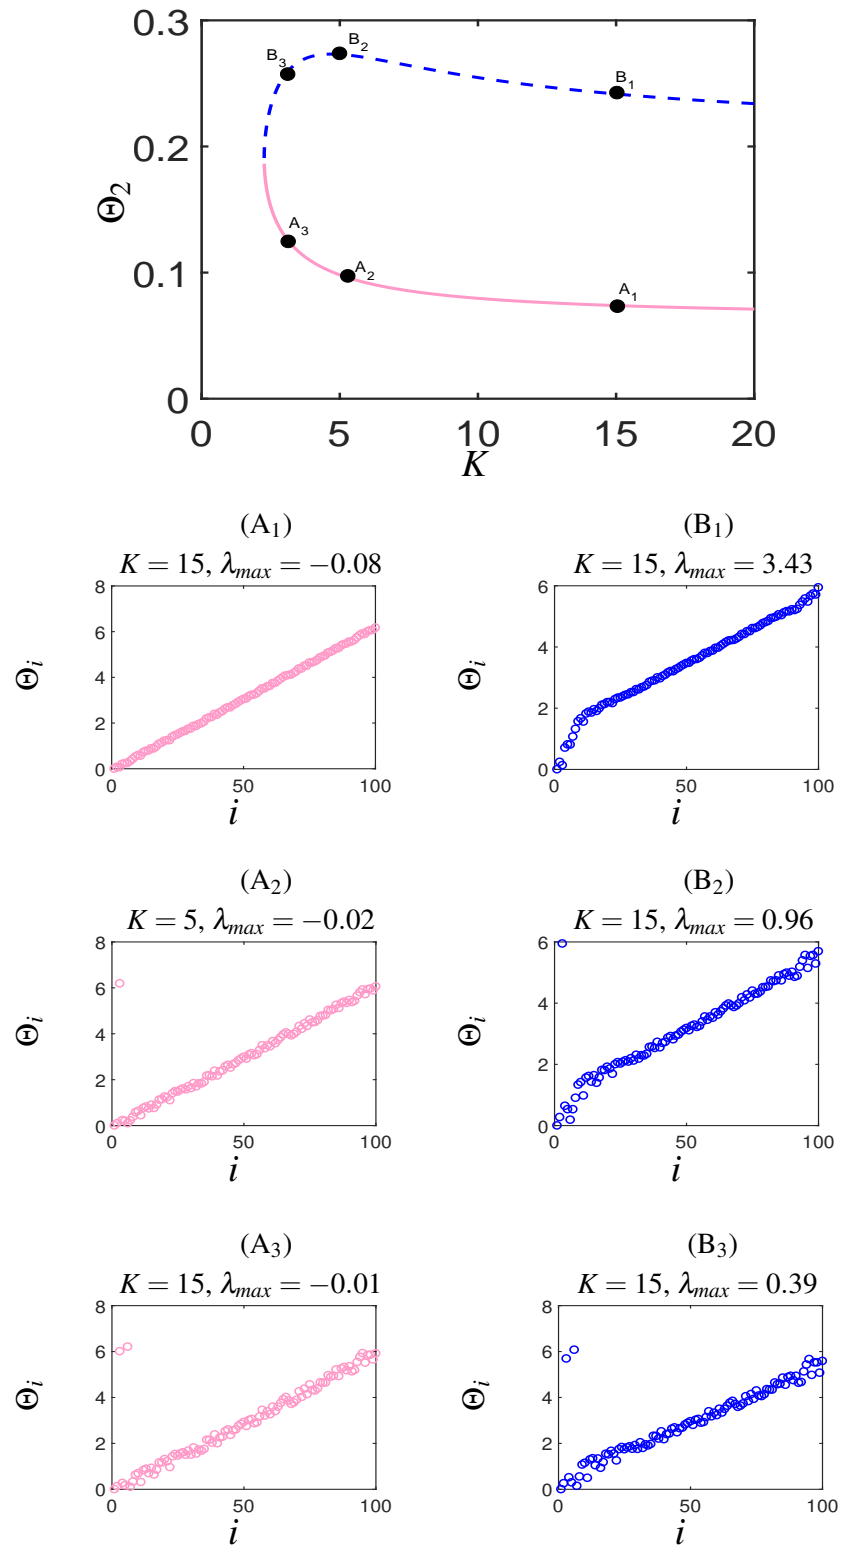 0.3
B₃
B₂
B₁
0.2
Θ₂
A₃
A₂
A₁
0.1
0
0 5 10 15 20
K
(A₁) (B₁)
K = 15, λₘₐₓ = −0.08 K = 15, λₘₐₓ = 3.43
8 6
6
4 4
Θᵢ Θᵢ
2 2
0 0
0 50 100 0 50 100
i i
(A₂) (B₂)
K = 5, λₘₐₓ = −0.02 K = 15, λₘₐₓ = 0.96
8 6
6
4 4
Θᵢ Θᵢ
2 2
0 0
0 50 100 0 50 100
i i
(A₃) (B₃)
K = 15, λₘₐₓ = −0.01 K = 15, λₘₐₓ = 0.39
8 8
6 6
4 4
Θᵢ Θᵢ
2 2
0 0
0 50 100 0 50 100
i i